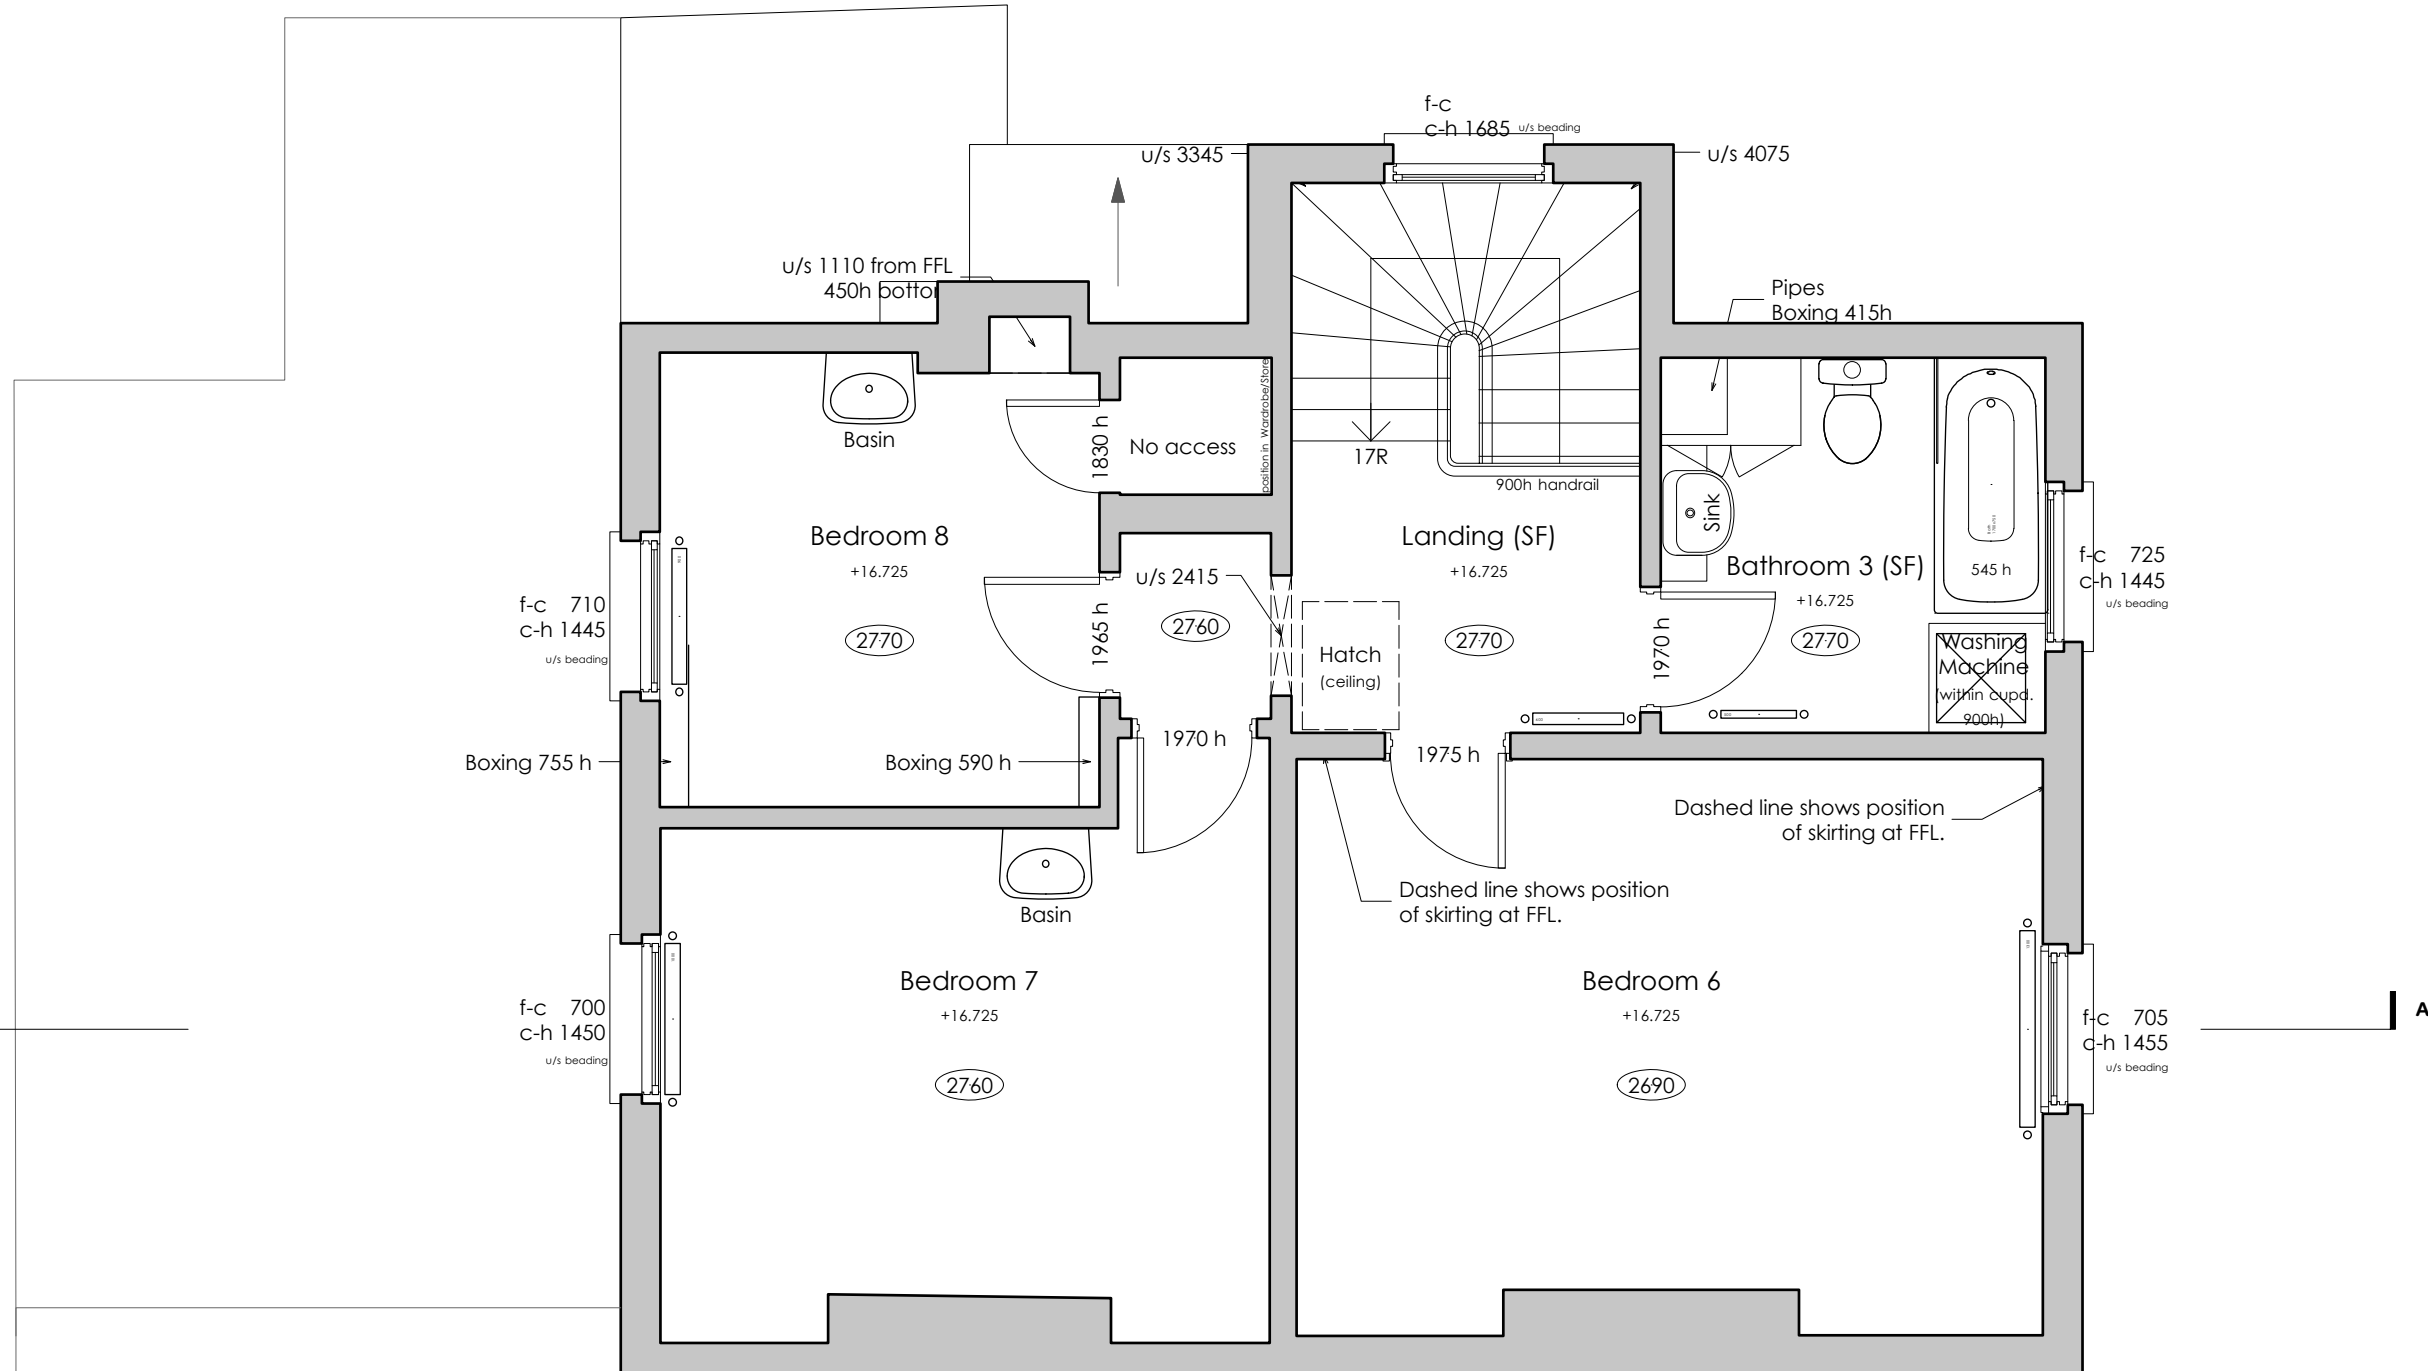 f-c
c-h 1685 u/s beading
u/s 3345
u/s 4075
u/s 1110 from FFL
450h
Pipes
Boxing 415h
Basin
1830 h
No access
position in Wardrobe/Store
17R
900h handrail
Sink
Bedroom 8
+16.725
2770
Landing (SF)
+16.725
2770
Bathroom 3 (SF)
+16.725
2770
545 h
f-c 725
c-h 1445
u/s beading
u/s 2415
2760
1965 h
f-c 710
c-h 1445
u/s beading
Hatch
(ceiling)
1970 h
Washing
Machine
(within cupd.
900h)
Boxing 755 h
Boxing 590 h
1970 h
1975 h
Dashed line shows position
of skirting at FFL.
Dashed line shows position
of skirting at FFL.
Basin
Bedroom 7
+16.725
2760
Bedroom 6
+16.725
2690
f-c 700
c-h 1450
u/s beading
f-c 705
c-h 1455
u/s beading
A